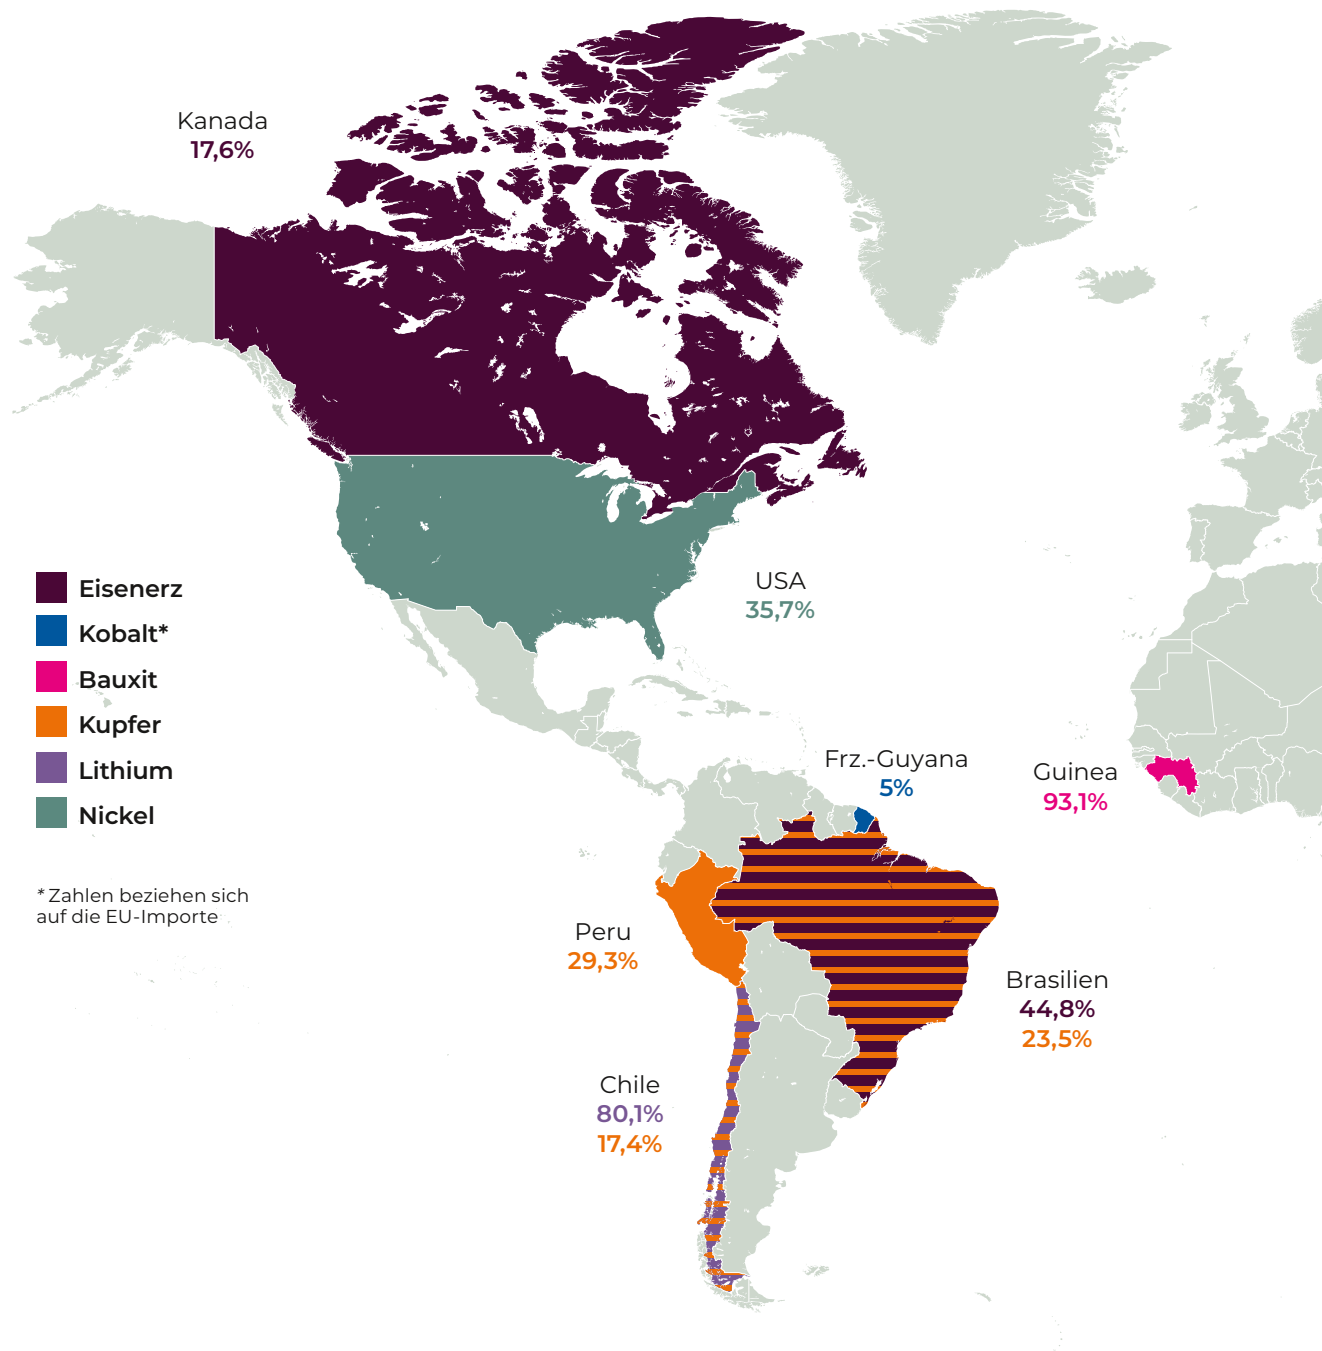 Kanada
17,6%
USA
35,7%
Eisenerz
Kobalt*
Bauxit
Kupfer
Lithium
Nickel
* Zahlen beziehen sich
auf die EU-Importe
Frz.-Guyana
5%
Guinea
93,1%
Peru
29,3%
Brasilien
44,8%
23,5%
Chile
80,1%
17,4%